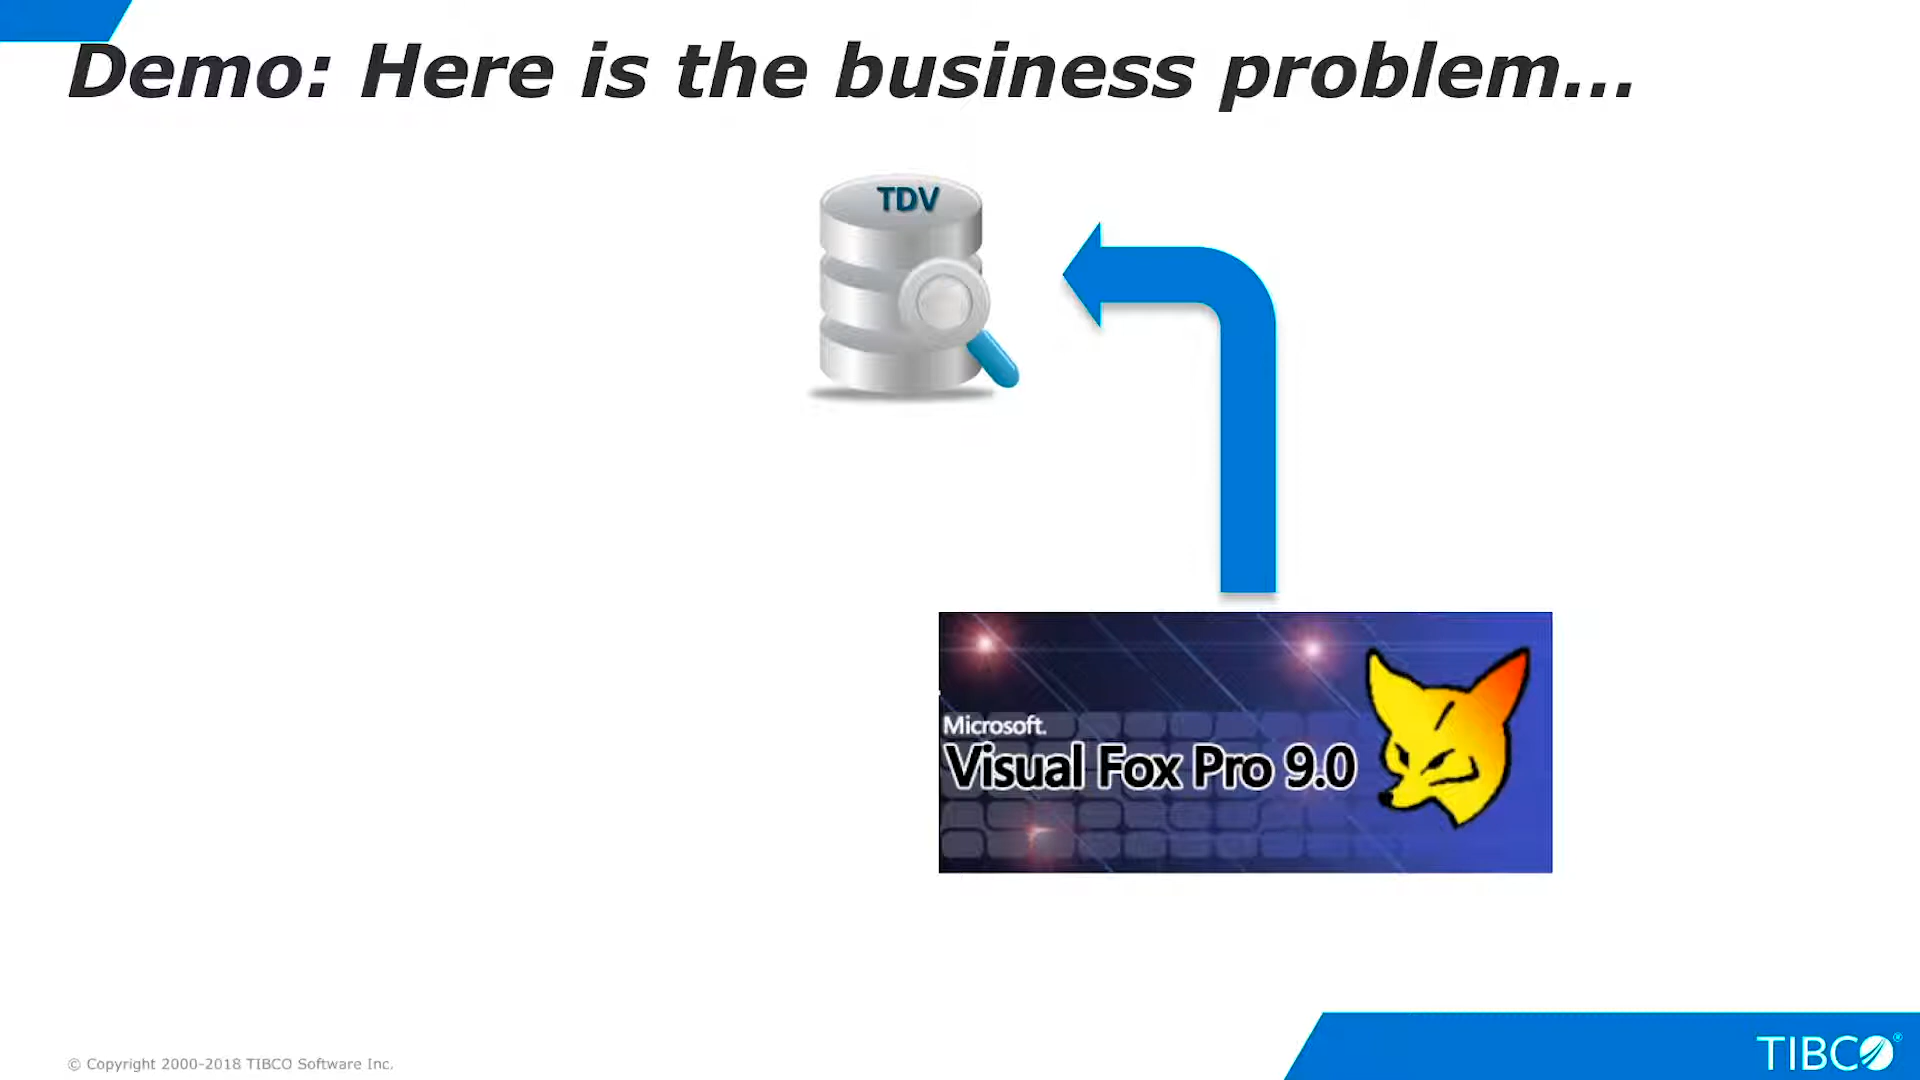 Demo: Here is the business problem...
TDV
Microsoft.
Visual Fox Pro 9.0
© Copyright 2000-2018 TIBCO Software Inc.
TIBCO®